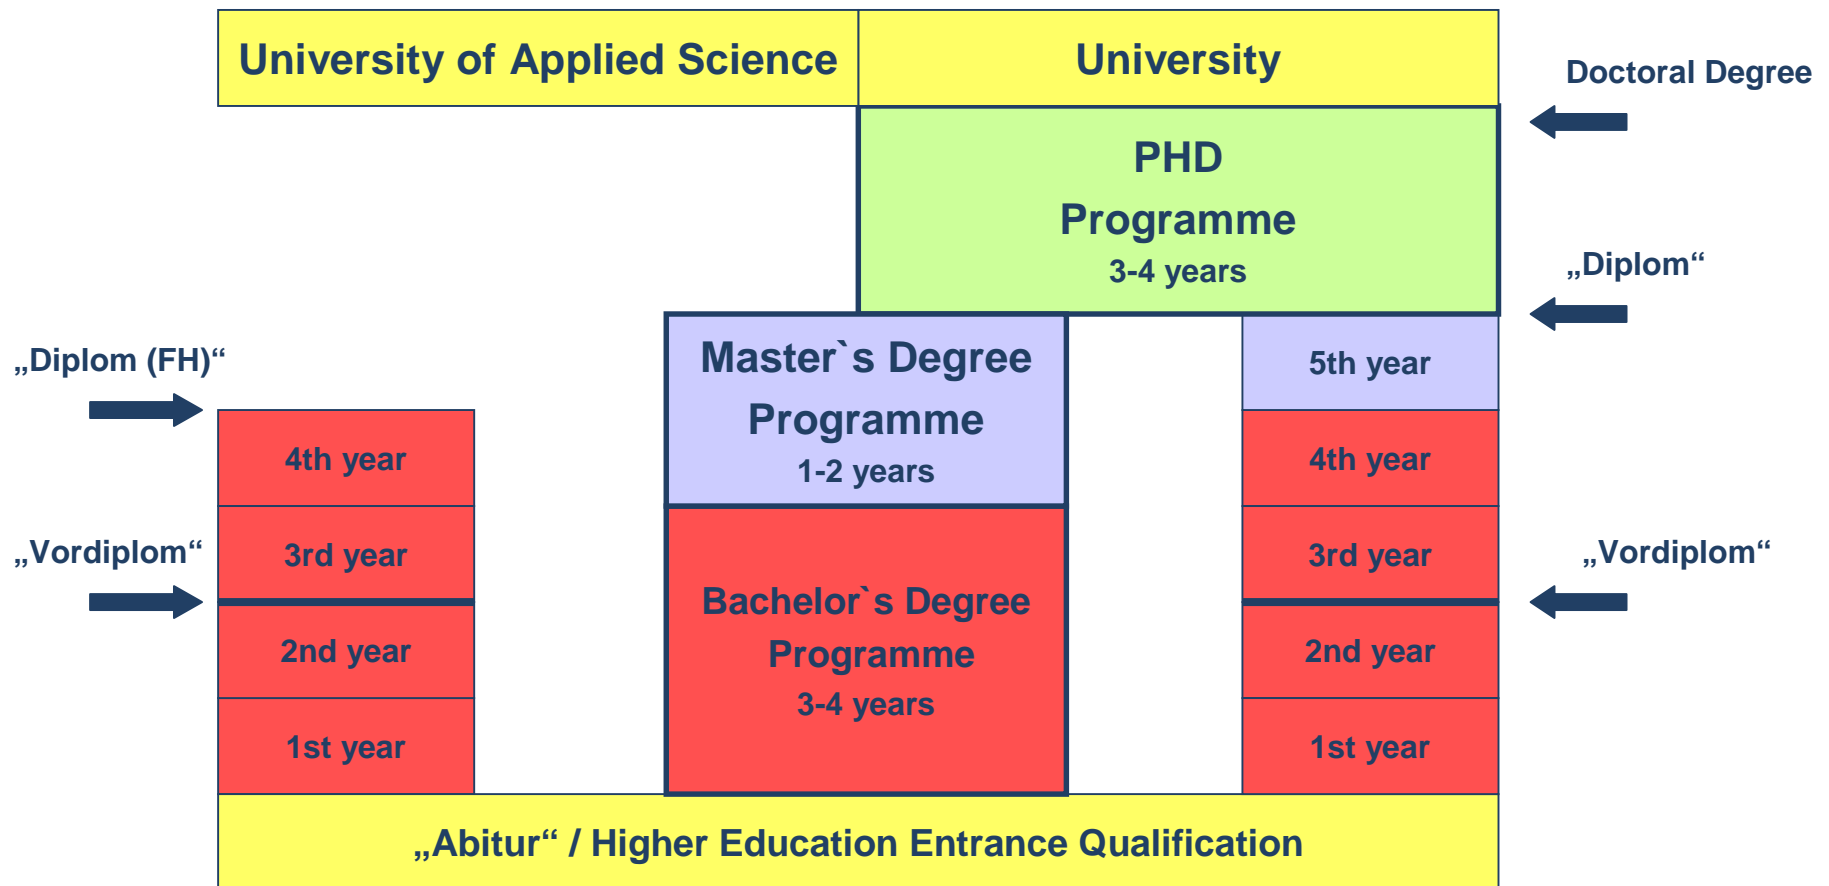 University of Applied Science
University
Doctoral Degree
PHD
Programme
3-4 years
„Diplom“
„Diplom (FH)“
Master`s Degree
Programme
1-2 years
5th year
4th year
4th year
„Vordiplom“
3rd year
3rd year
„Vordiplom“
Bachelor`s Degree
Programme
3-4 years
2nd year
2nd year
1st year
1st year
„Abitur“ / Higher Education Entrance Qualification